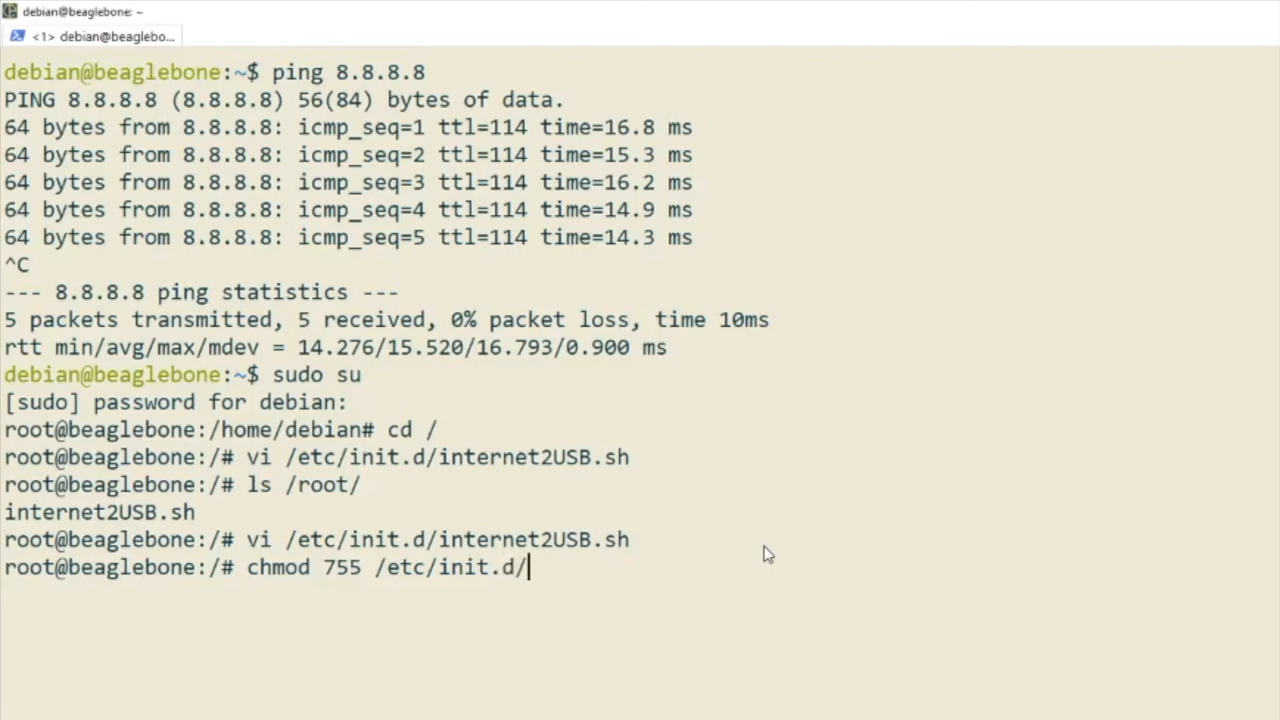 debian@beaglebone: ~
<1> debian@beaglebo...
debian@beaglebone:~$ ping 8.8.8.8
PING 8.8.8.8 (8.8.8.8) 56(84) bytes of data.
64 bytes from 8.8.8.8: icmp_seq=1 ttl=114 time=16.8 ms
64 bytes from 8.8.8.8: icmp_seq=2 ttl=114 time=15.3 ms
64 bytes from 8.8.8.8: icmp_seq=3 ttl=114 time=16.2 ms
64 bytes from 8.8.8.8: icmp_seq=4 ttl=114 time=14.9 ms
64 bytes from 8.8.8.8: icmp_seq=5 ttl=114 time=14.3 ms
^C
--- 8.8.8.8 ping statistics ---
5 packets transmitted, 5 received, 0% packet loss, time 10ms
rtt min/avg/max/mdev = 14.276/15.520/16.793/0.900 ms
debian@beaglebone:~$ sudo su
[sudo] password for debian:
root@beaglebone:/home/debian# cd /
root@beaglebone:/# vi /etc/init.d/internet2USB.sh
root@beaglebone:/# ls /root/
internet2USB.sh
root@beaglebone:/# vi /etc/init.d/internet2USB.sh
root@beaglebone:/# chmod 755 /etc/init.d/